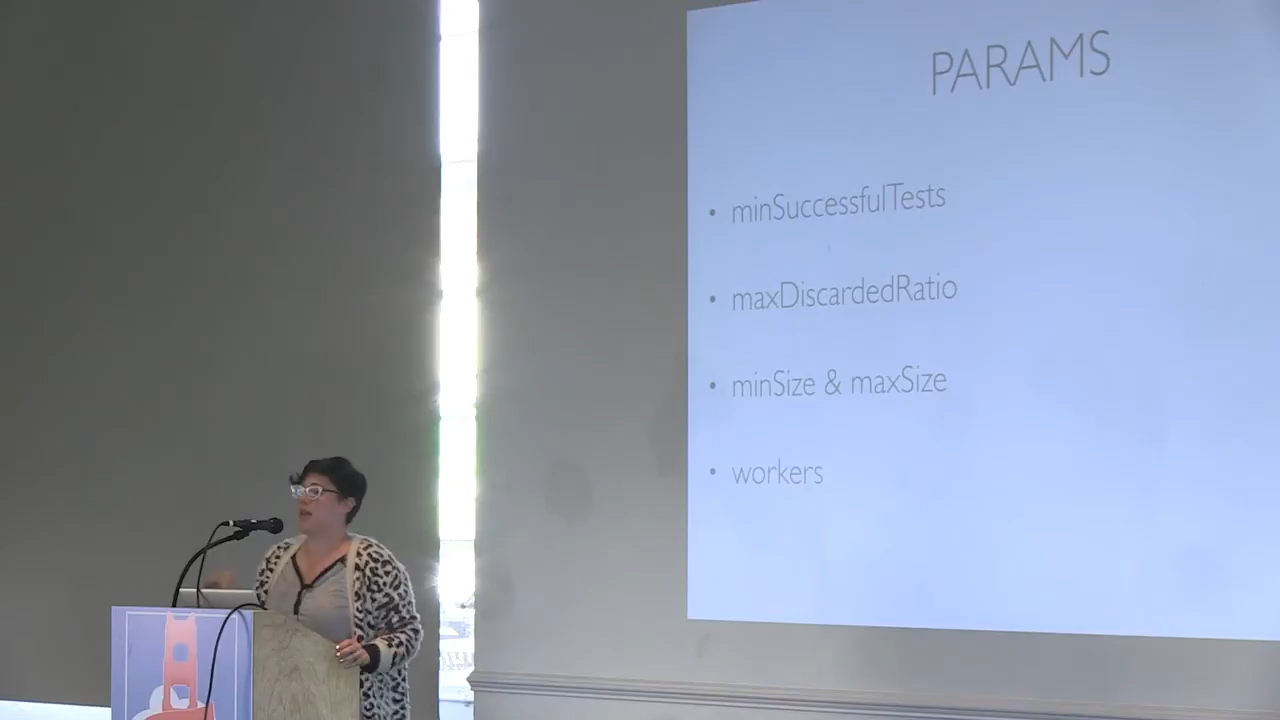 PARAMS
• minSuccessfulTests
• maxDiscardedRatio
• minSize & maxSize
• workers